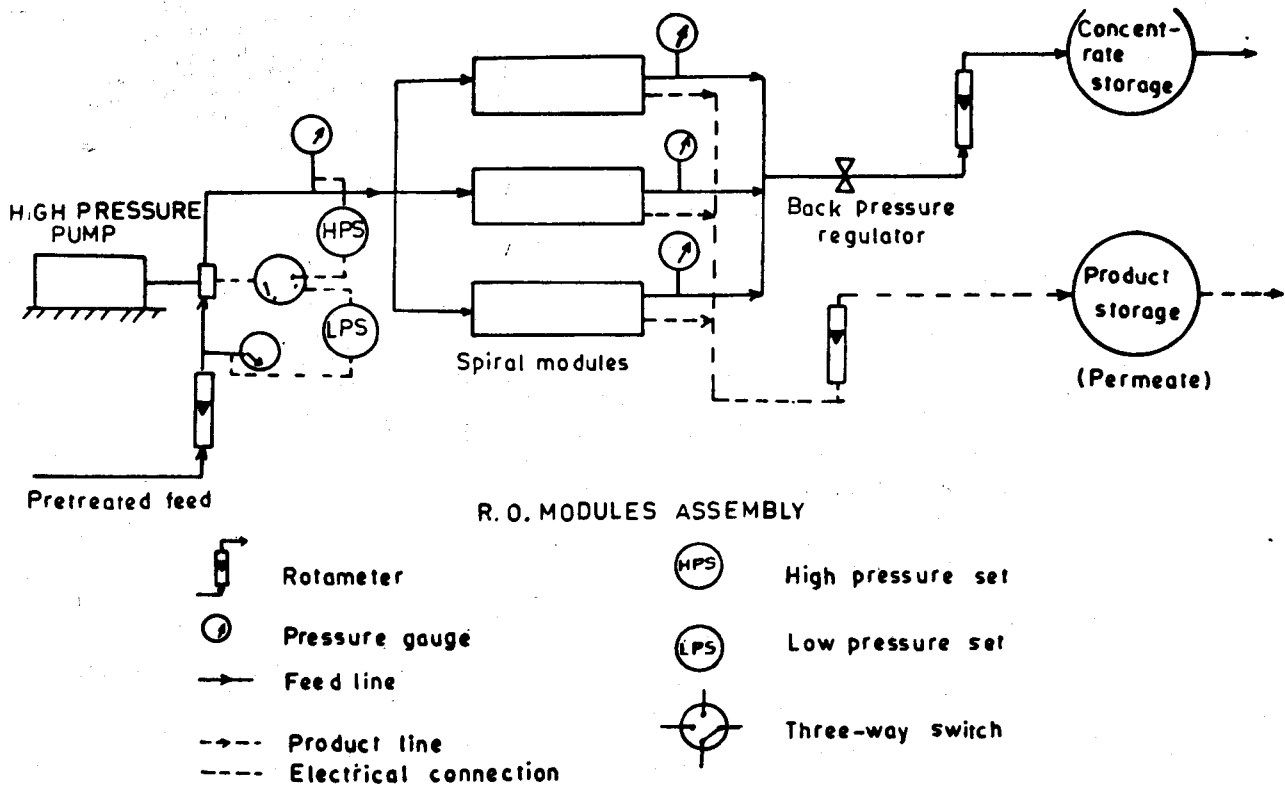 Concent-
rate
storage
HIGH PRESSURE
PUMP
HPS
LPS
Back pressure
regulator
Product
storage
(Permeate)
Spiral modules
Pretreated feed
R.O. MODULES ASSEMBLY
Rotameter
HPS
High pressure set
Pressure gauge
LPS
Low pressure set
Feed line
Three-way switch
Product line
Electrical connection